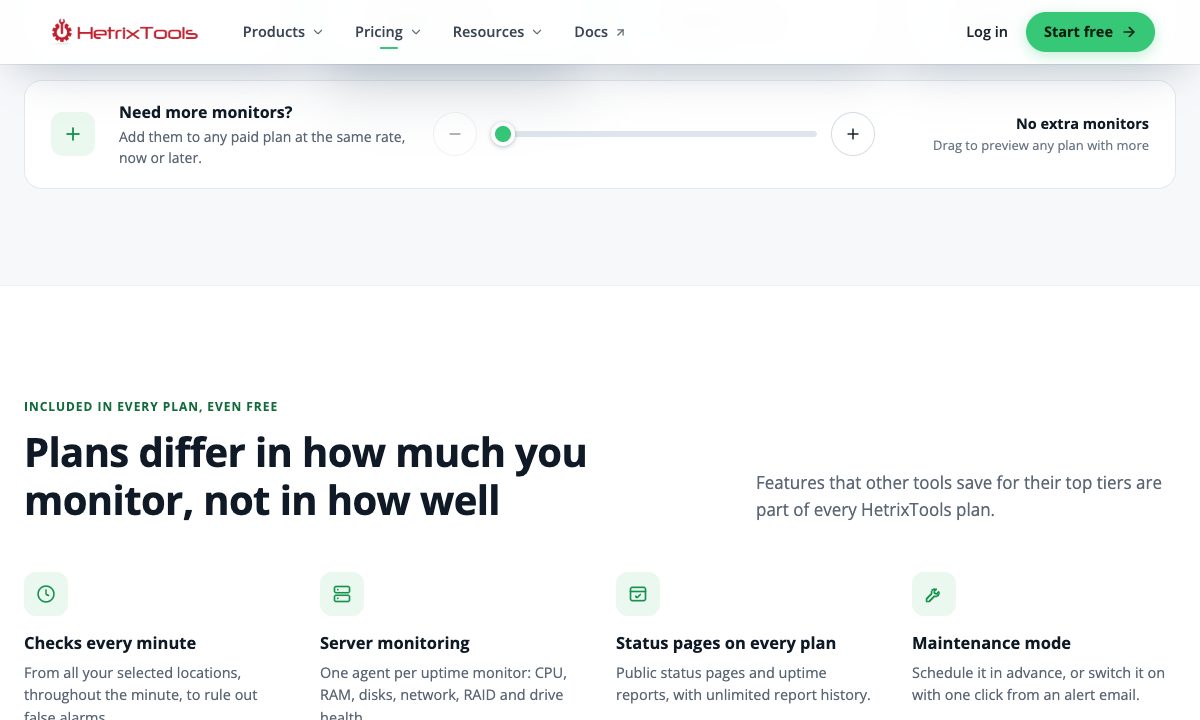 HetrixTools
Products
Pricing
Resources
Docs
Log in
Start free
Need more monitors?
Add them to any paid plan at the same rate,
now or later.
No extra monitors
Drag to preview any plan with more
INCLUDED IN EVERY PLAN, EVEN FREE
Plans differ in how much you
monitor, not in how well
Features that other tools save for their top tiers are
part of every HetrixTools plan.
Checks every minute
From all your selected locations,
throughout the minute, to rule out
false alarms.
Server monitoring
One agent per uptime monitor: CPU,
RAM, disks, network, RAID and drive
health.
Status pages on every plan
Public status pages and uptime
reports, with unlimited report history.
Maintenance mode
Schedule it in advance, or switch it on
with one click from an alert email.